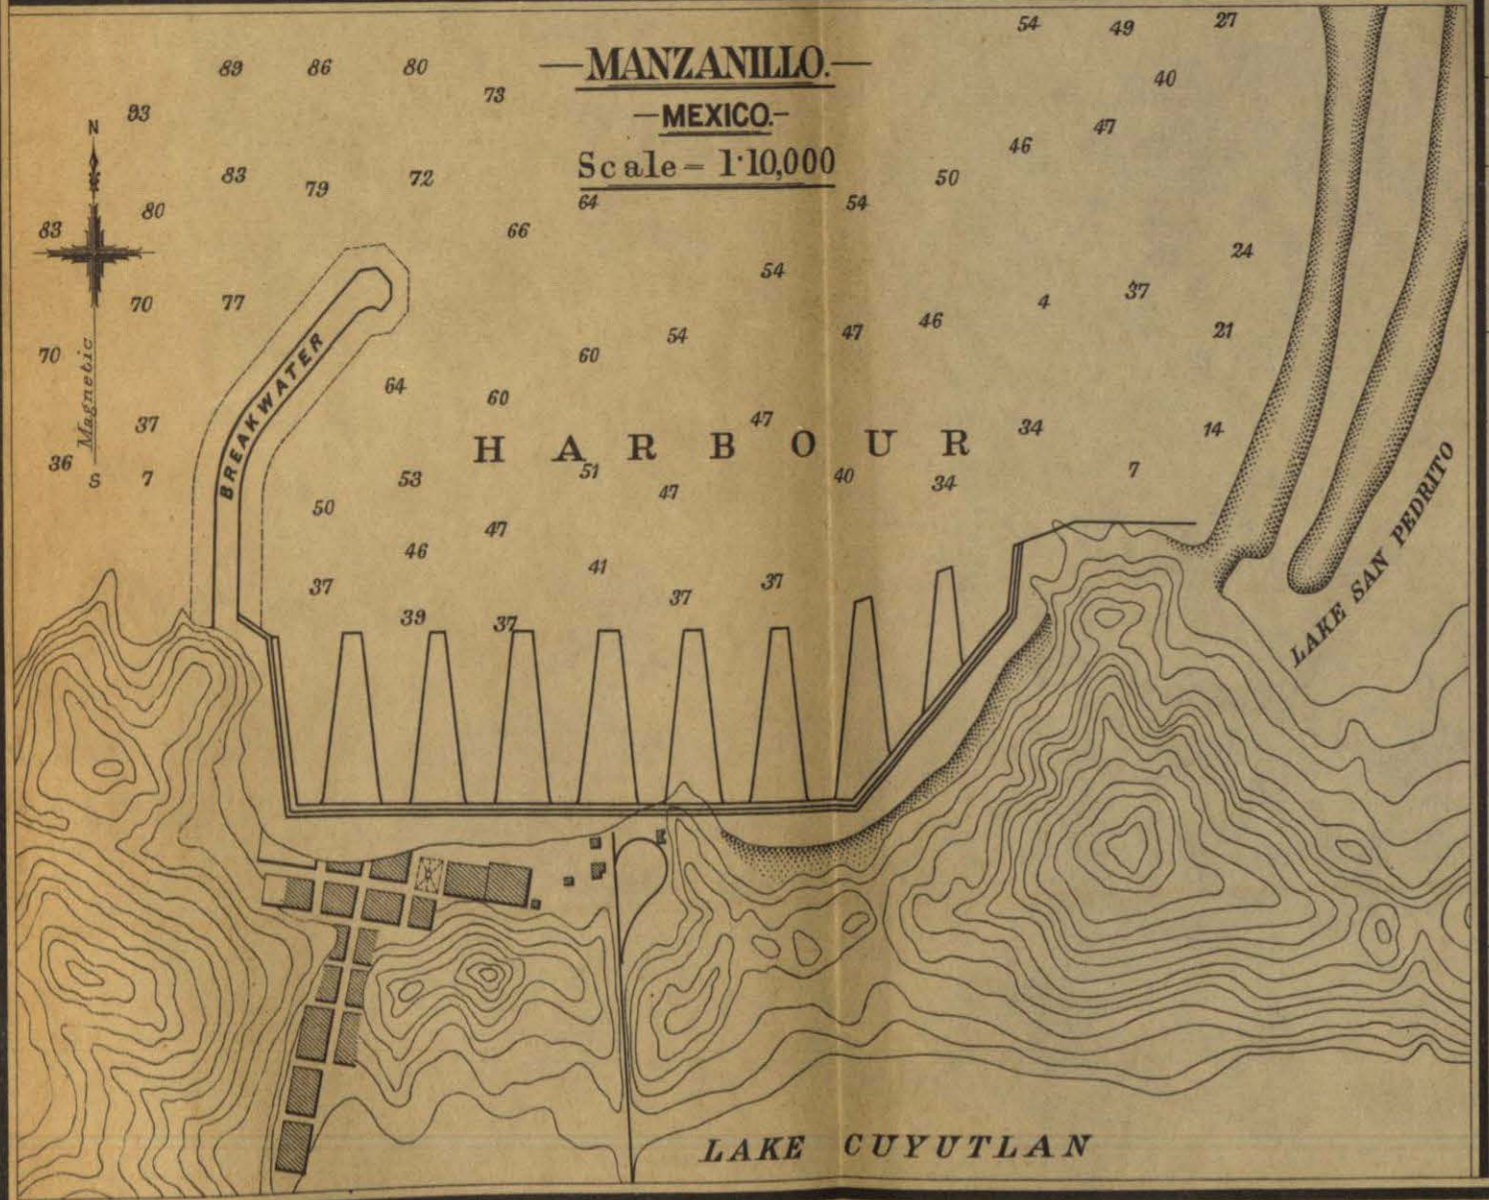 54 49 27
89 86 80 —MANZANILLO.—
73 40
93 —MEXICO.-
N 47
46
Scale = 1·10,000
83 79 72 50
80 64 54
83 66
24
54
70 77 4 37
46
54 47 21
70 60
BREAKWATER
64
60
Magnetic
37 47 34 14
HARBOUR
36 7
S 7 53 51 40 34
47
50
47
46
41
37 37 37
39 37
LAKE SAN PEDRITO
LAKE CUYUTLAN